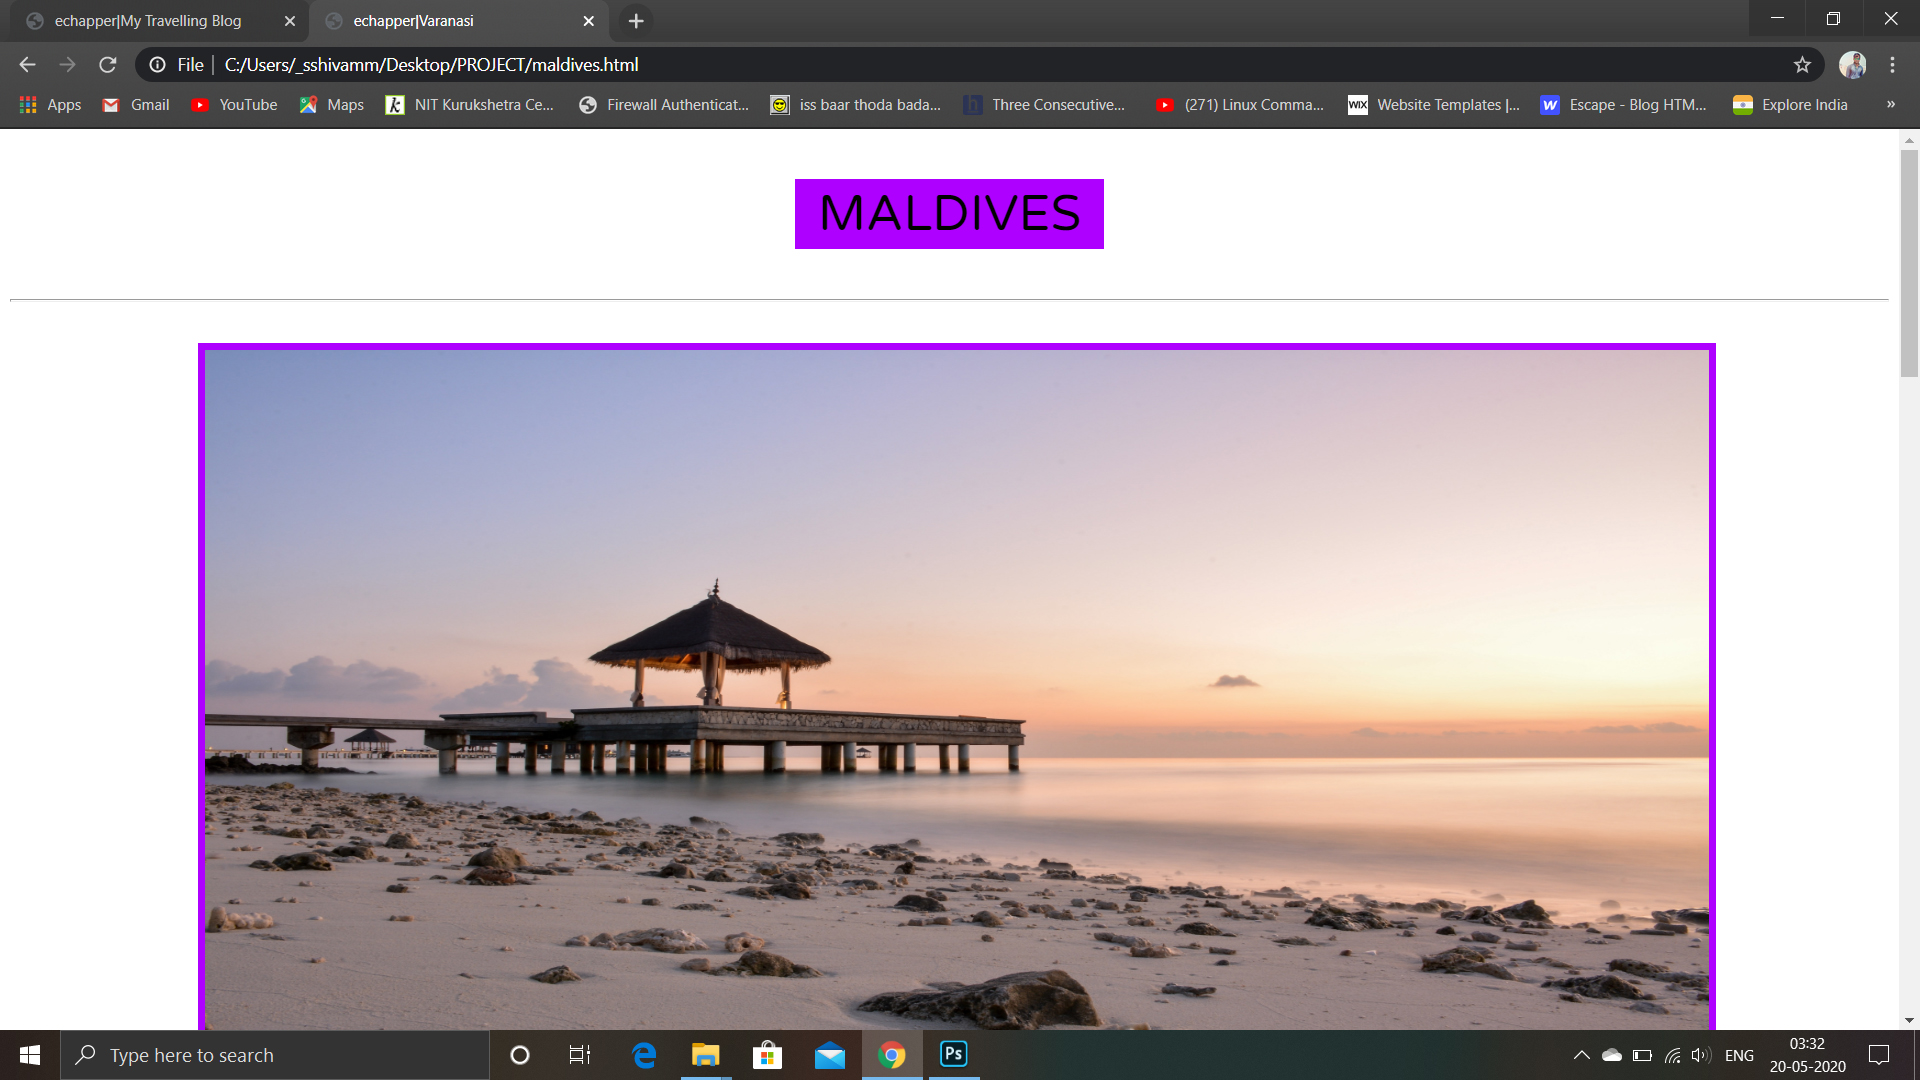 echapper|My Travelling Blog
echapper|Varanasi
File | C:/Users/_sshivamm/Desktop/PROJECT/maldives.html
Apps
Gmail
YouTube
Maps
k
NIT Kurukshetra Ce...
Firewall Authenticat...
iss baar thoda bada...
h
Three Consecutive...
(271) Linux Comma...
WIX
Website Templates |...
W
Escape - Blog HTM...
Explore India
»
MALDIVES
Type here to search
Ps
ENG
03:32
20-05-2020